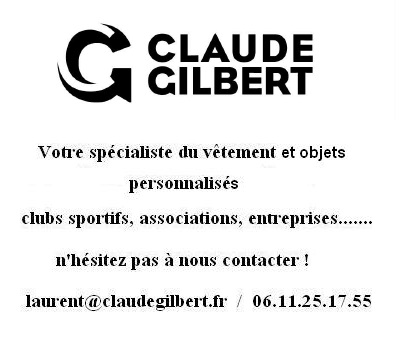 CLAUDE
GILBERT
Votre spécialiste du vêtement et objets
personnalisés
clubs sportifs, associations, entreprises.......
n'hésitez pas à nous contacter !
laurent@claudegilbert.fr / 06.11.25.17.55